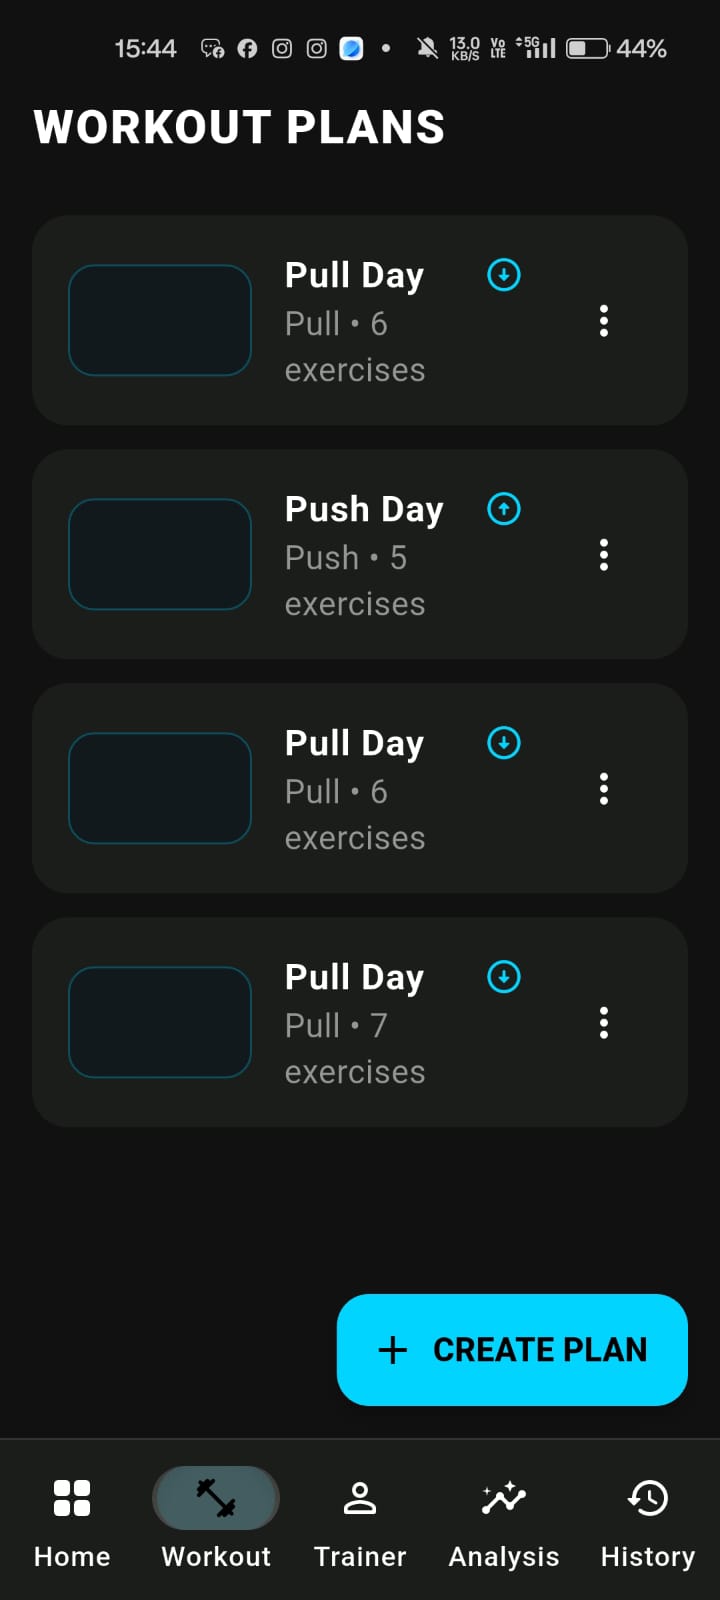 15:44 13.0 KB/S Vo LTE 5G 44%
WORKOUT PLANS
Pull Day
Pull • 6
exercises
Push Day
Push • 5
exercises
Pull Day
Pull • 6
exercises
Pull Day
Pull • 7
exercises
+ CREATE PLAN
Home Workout Trainer Analysis History